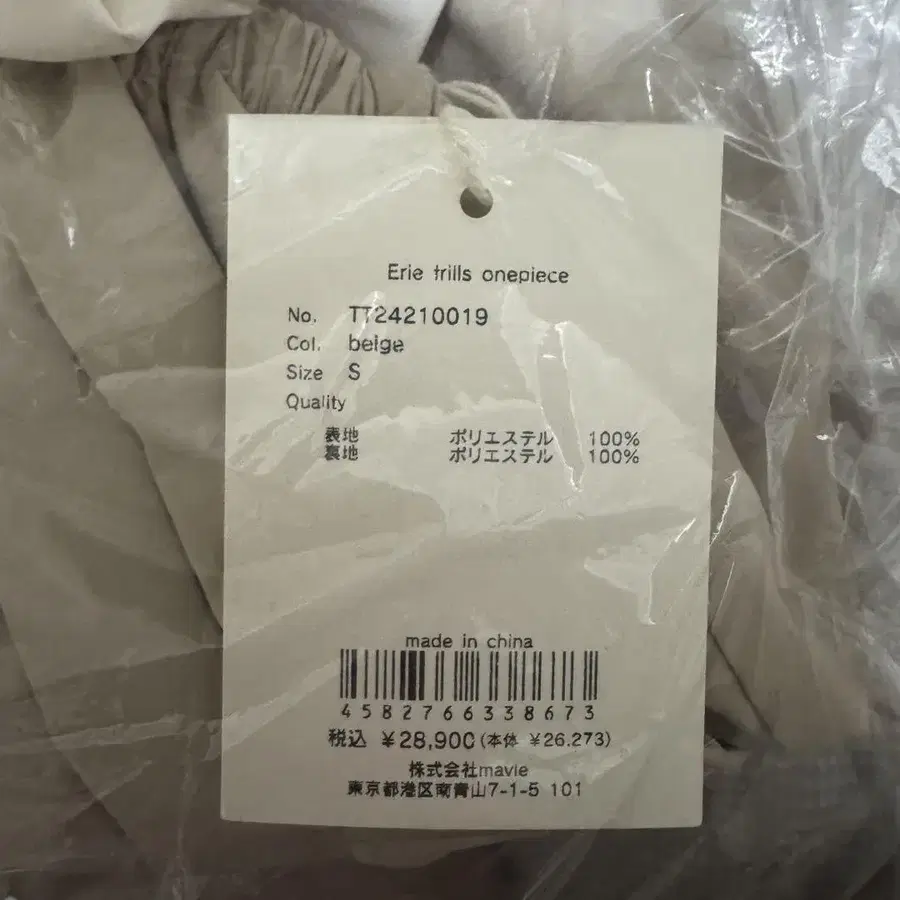 Erie frills onepiece
No. TT24210019
Col. beige
Size S
Quality
表地 ポリエステル 100%
裏地 ポリエステル 100%
made in china
4582766338673
税込 ¥28,900(本体 ¥26.273)
株式会社mavie
東京都港区南青山7-1-5 101